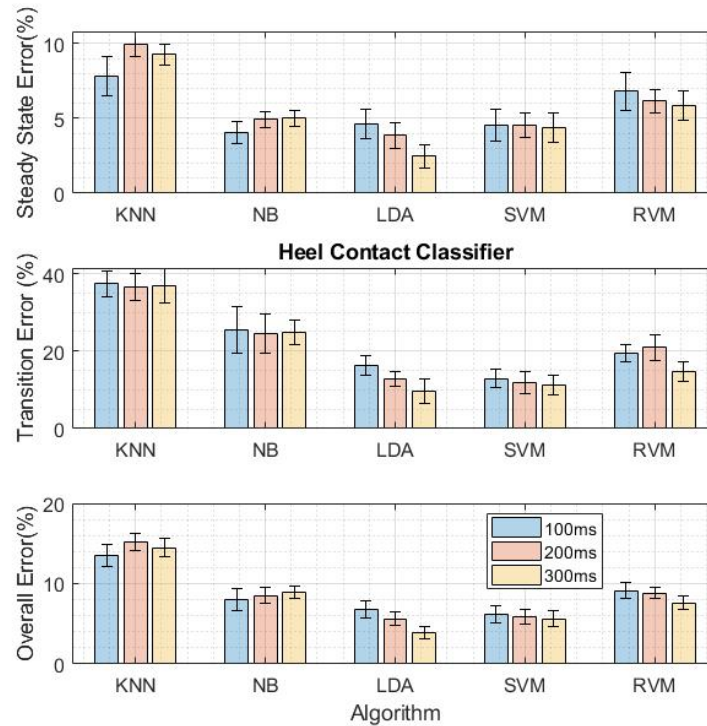 Steady State Error(%)
10
5
0
KNN NB LDA SVM RVM
Heel Contact Classifier
Transition Error (%)
40
20
0
KNN NB LDA SVM RVM
Overall Error(%)
20
10
0
100ms
200ms
300ms
KNN NB LDA SVM RVM
Algorithm